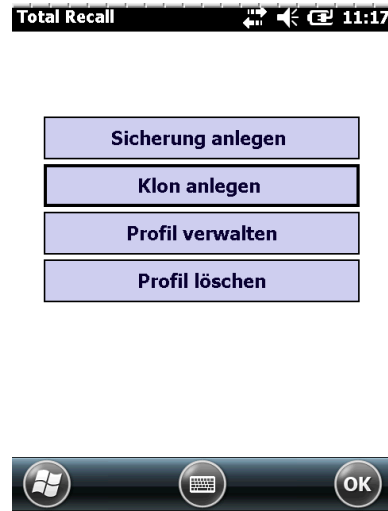 Total Recall 11:17
Sicherung anlegen
Klon anlegen
Profil verwalten
Profil löschen
OK